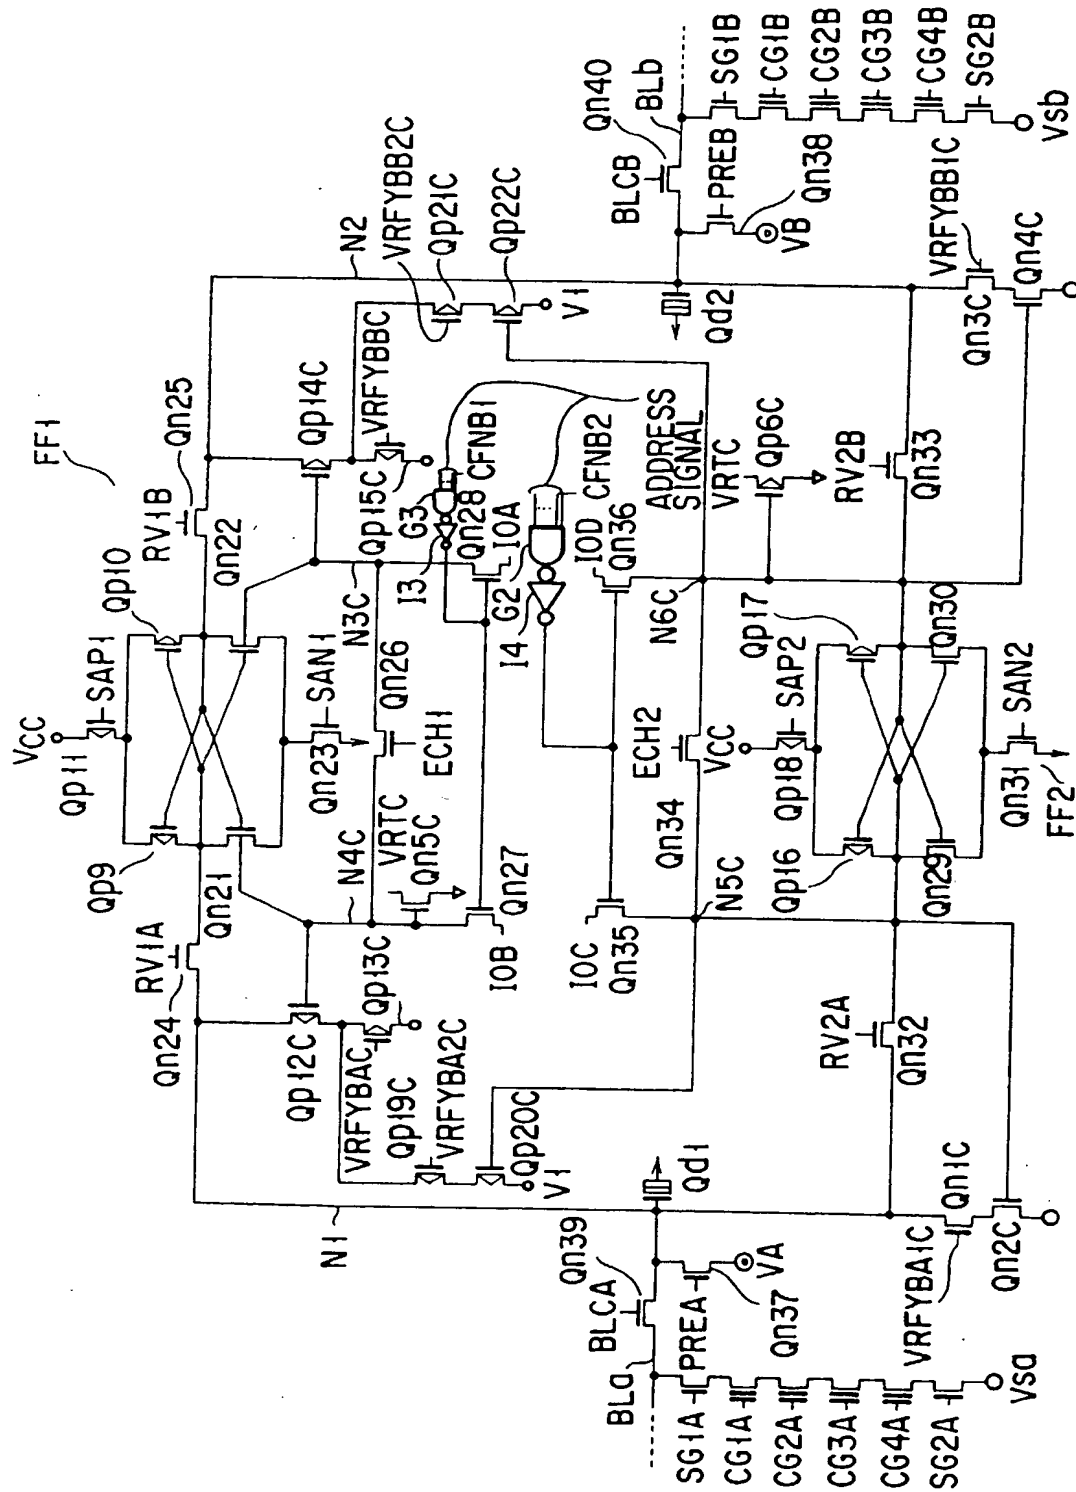 FF1
Vcc
Qp11
SAP1
Qp9
Qp10
RV1A
Qn24
Qn21
Qn22
RV1B
Qn25
Qn23
SAN1
N1
N2
Qp12C
Qp14C
VRFYBAC
Qp13C
Qp15C
VRFYBBC
Qp19C
VRFYBA2C
Qp20C
V1
VRFYBB2C
Qp21C
Qp22C
V1
N4C
N3C
VRTC
Qn5C
ECH1
Qn26
I3
G3
CFNB1
Qn28
IOA
IOB
Qn27
I4
G2
CFNB2
ADDRESS
SIGNAL
IOC
Qn35
IOD
Qn36
N5C
N6C
Qn34
ECH2
VRTC
Qp6C
Vcc
Qp18
SAP2
Qp16
Qp17
Qn29
Qn30
Qn31
SAN2
FF2
RV2A
Qn32
RV2B
Qn33
Qn39
BLCA
BLa
PREA
VA
Qn37
Qd1
SG1A
CG1A
CG2A
CG3A
CG4A
SG2A
Vsa
VRFYBA1C
Qn1C
Qn2C
Qn40
BLCB
BLb
PREB
VB
Qn38
Qd2
SG1B
CG1B
CG2B
CG3B
CG4B
SG2B
Vsb
VRFYBB1C
Qn3C
Qn4C